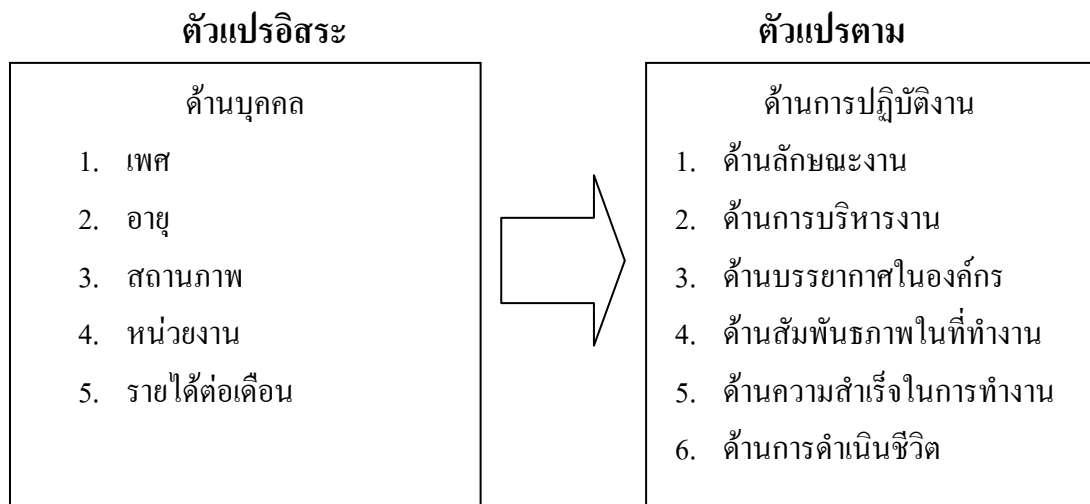 ตัวแปรอิสระ
ด้านบุคคล
1. เพศ
2. อายุ
3. สถานภาพ
4. หน่วยงาน
5. รายได้ต่อเดือน
ตัวแปรตาม
ด้านการปฏิบัติงาน
1. ด้านลักษณะงาน
2. ด้านการบริหารงาน
3. ด้านบรรยากาศในองค์กร
4. ด้านสัมพันธภาพในที่ทำงาน
5. ด้านความสำเร็จในการทำงาน
6. ด้านการดำเนินชีวิต